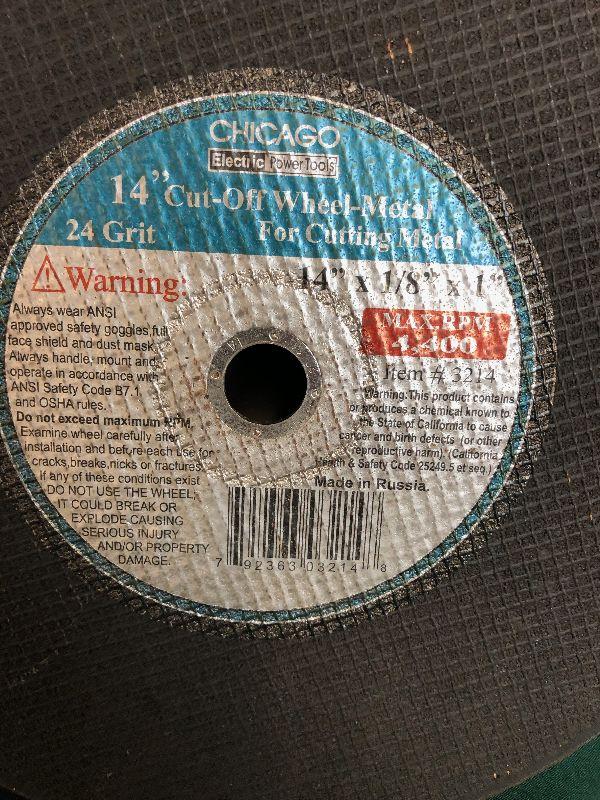 CHICAGO
Electric Power Tools
14" Cut-Off Wheel-Metal
24 Grit
For Cutting Metal
Warning:
14" x 1/8" x 1"
Always wear ANSI
approved safety goggles,full
face shield and dust mask.
Always handle, mount and
operate in accordance with
ANSI Safety Code B7.1
and OSHA rules.
Do not exceed maximum RPM.
Examine wheel carefully after
installation and before each use for
cracks,breaks,nicks or fractures
If any of these conditions exist
DO NOT USE THE WHEEL;
IT COULD BREAK OR
EXPLODE CAUSING
SERIOUS INJURY
AND/OR PROPERTY
DAMAGE.
MAX.RPM
4,400
Item # 3214
Warning:This product contains
or produces a chemical known to
the State of California to cause
cancer and birth defects (or other
reproductive harm). (California
Health & Safety Code 25249.5 et seq.)
Made in Russia.
7 92363 03214 8